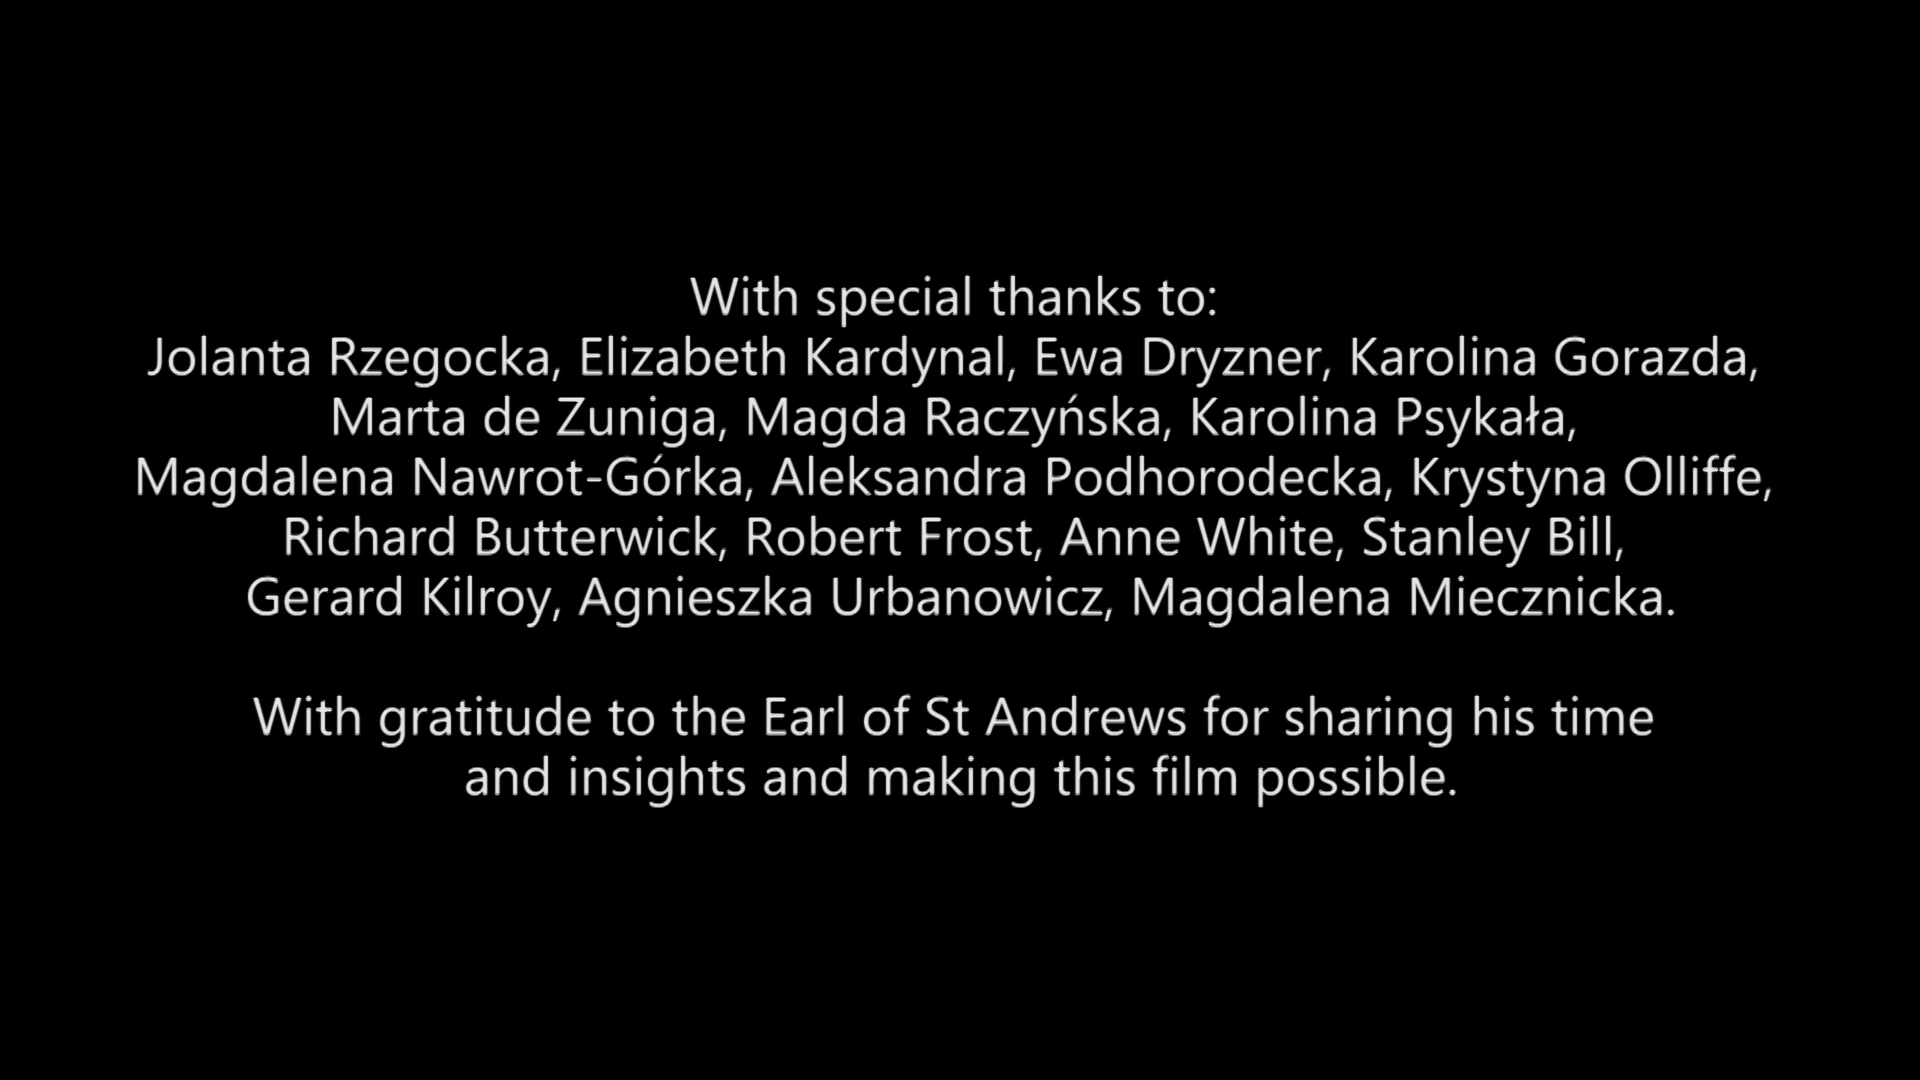 With special thanks to:
Jolanta Rzegocka, Elizabeth Kardynal, Ewa Dryzner, Karolina Gorazda,
Marta de Zuniga, Magda Raczyńska, Karolina Psykała,
Magdalena Nawrot-Górka, Aleksandra Podhorodecka, Krystyna Olliffe,
Richard Butterwick, Robert Frost, Anne White, Stanley Bill,
Gerard Kilroy, Agnieszka Urbanowicz, Magdalena Miecznicka.
With gratitude to the Earl of St Andrews for sharing his time
and insights and making this film possible.